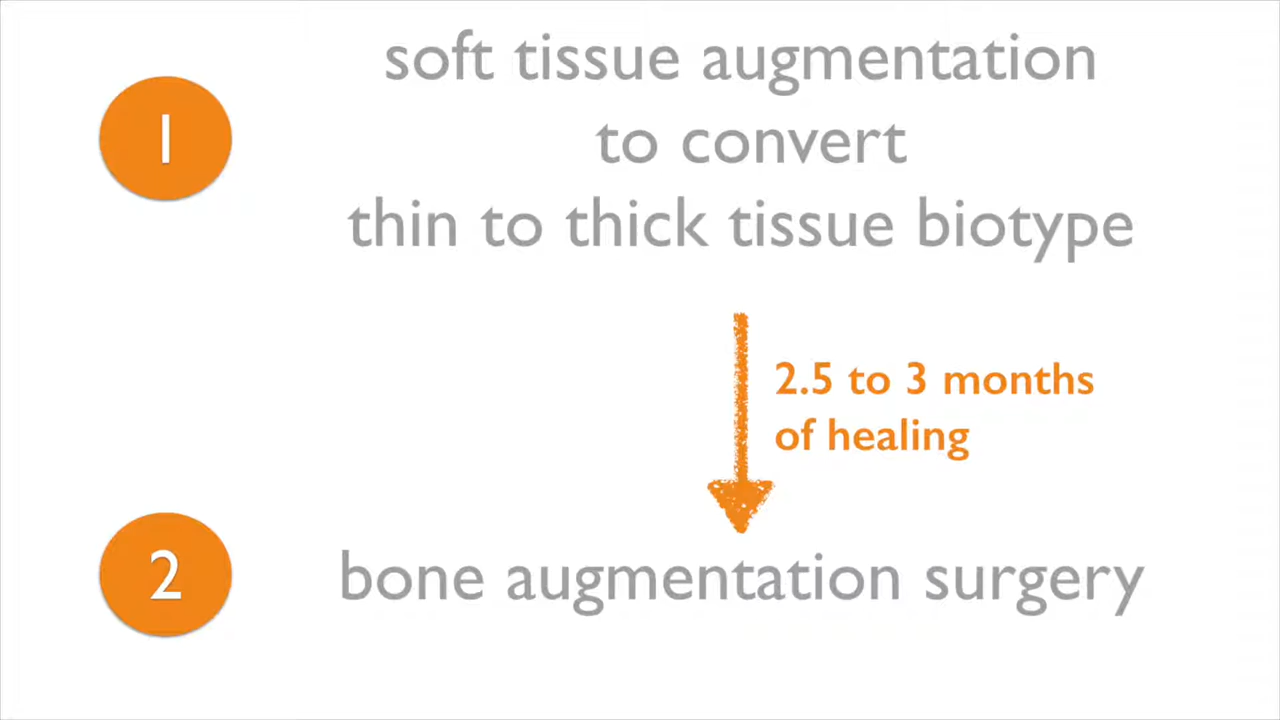 1
soft tissue augmentation
to convert
thin to thick tissue biotype
2.5 to 3 months
of healing
2
bone augmentation surgery